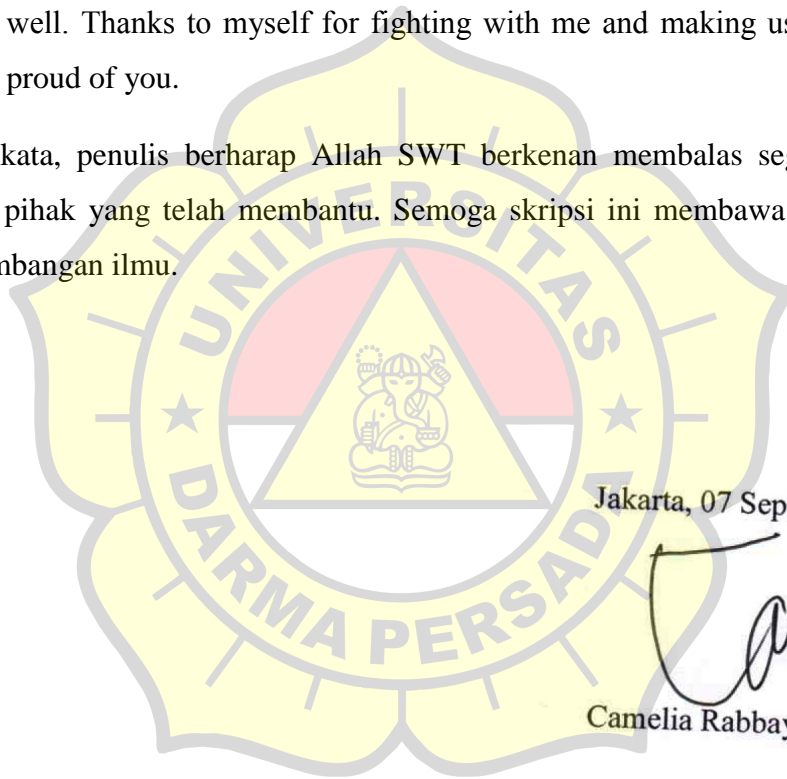 well. Thanks to myself for fighting with me and making us
proud of you.
kata, penulis berharap Allah SWT berkenan membalas seg
pihak yang telah membantu. Semoga skripsi ini membawa
mbangan ilmu.
UNIVERSITAS
DARMA PERSADA
Jakarta, 07 Sep
Camelia Rabbay